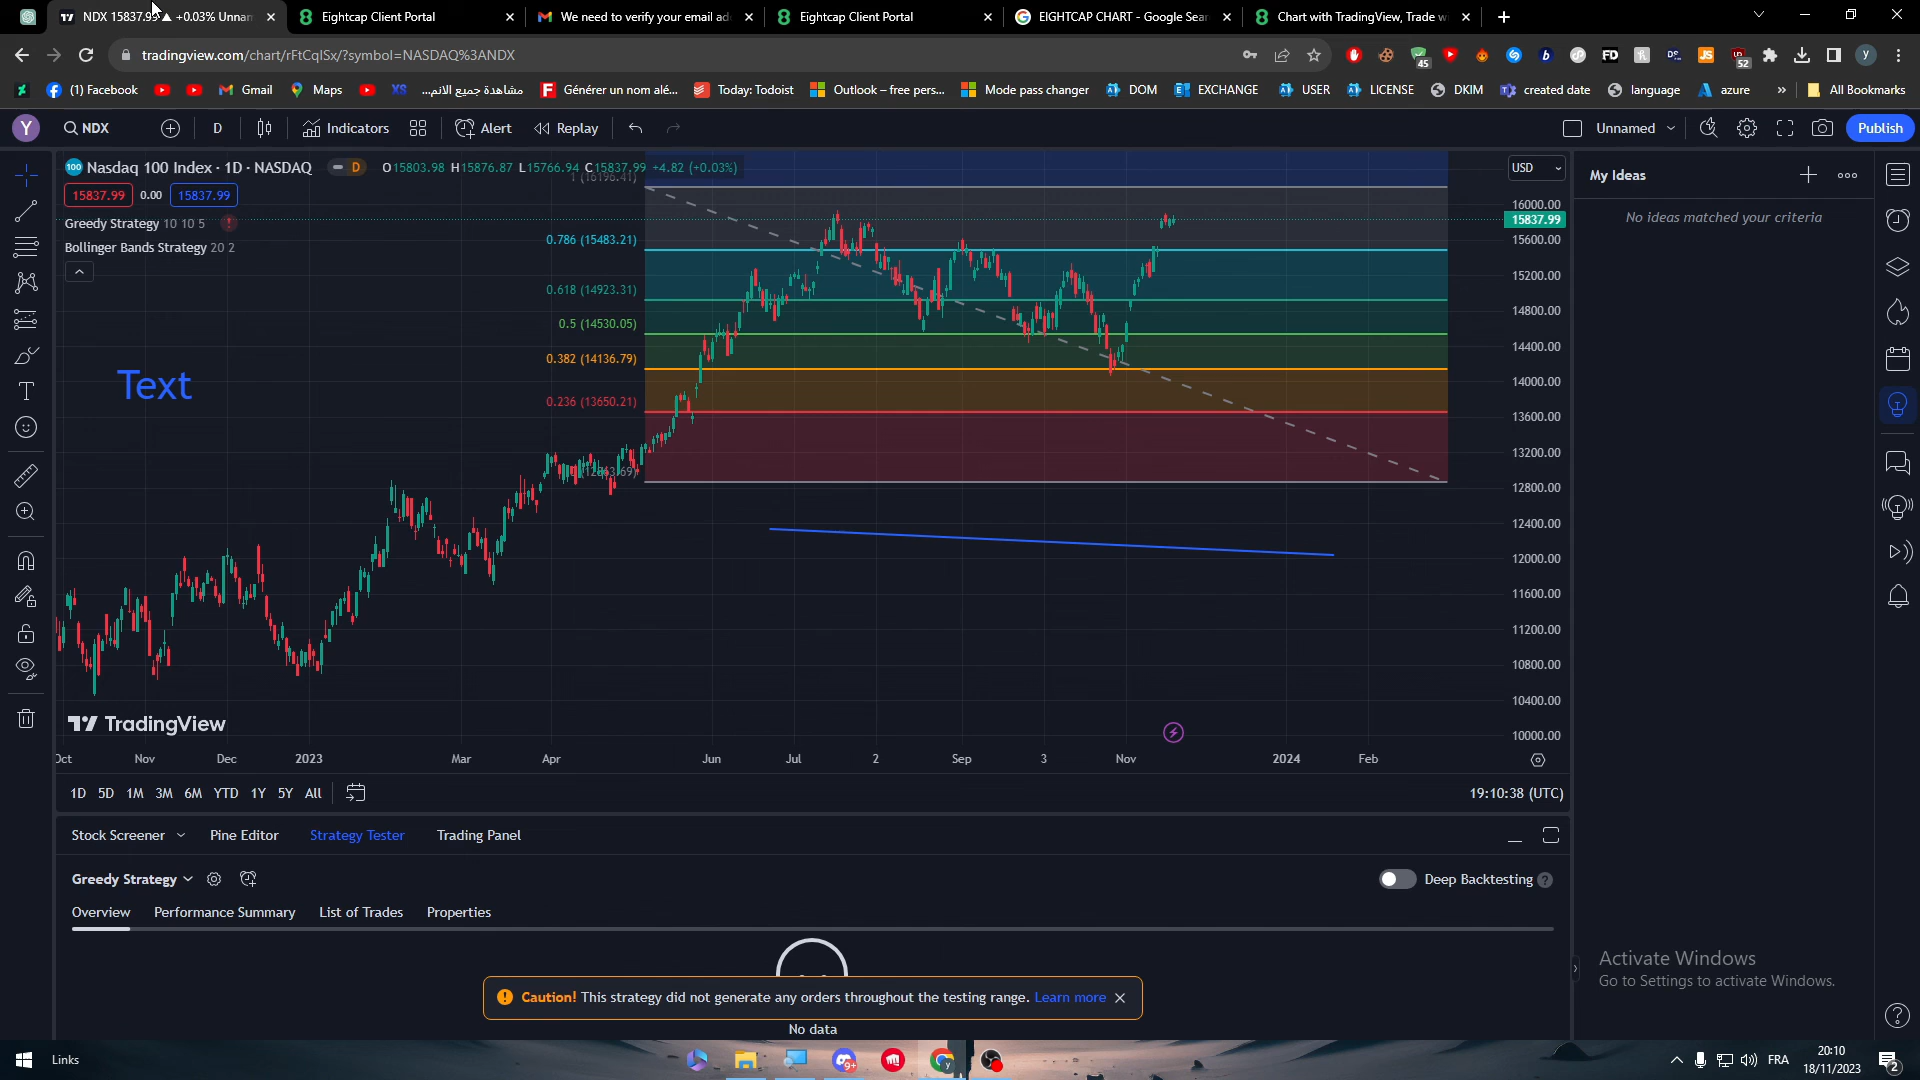 NDX 15837.99 ▲ +0.03% Unnan
Eightcap Client Portal
We need to verify your email ad
Eightcap Client Portal
EIGHTCAP CHART - Google Sear
Chart with TradingView, Trade w
tradingview.com/chart/rFtCqlSx/?symbol=NASDAQ%3ANDX
45
52
(1) Facebook
Gmail
Maps
XS
مشاهدة جميع الانم...
Générer un nom alé...
Today: Todoist
Outlook – free pers...
Mode pass changer
DOM
EXCHANGE
USER
LICENSE
DKIM
created date
language
azure
»
All Bookmarks
Y
NDX
D
Indicators
Alert
Replay
Unnamed
Publish
Nasdaq 100 Index · 1D · NASDAQ
D
O15803.98 H15876.87 L15766.94 C15837.99 +4.82 (+0.03%)
USD
My Ideas
1 (16196.41)
15837.99
0.00
15837.99
16000.00
No ideas matched your criteria
Greedy Strategy 10 10 5
15837.99
0.786 (15483.21)
15600.00
Bollinger Bands Strategy 20 2
15200.00
0.618 (14923.31)
14800.00
0.5 (14530.05)
14400.00
0.382 (14136.79)
14000.00
Text
0.236 (13650.21)
13600.00
13200.00
12800.00
12400.00
12000.00
11600.00
11200.00
10800.00
10400.00
TradingView
10000.00
Oct
Nov
Dec
2023
Mar
Apr
Jun
Jul
2
Sep
3
Nov
2024
Feb
1D
5D
1M
3M
6M
YTD
1Y
5Y
All
19:10:38 (UTC)
Stock Screener
Pine Editor
Strategy Tester
Trading Panel
Greedy Strategy
Deep Backtesting
Overview
Performance Summary
List of Trades
Properties
Activate Windows
Go to Settings to activate Windows.
Caution! This strategy did not generate any orders throughout the testing range. Learn more
No data
Links
9+
FRA
20:10
18/11/2023
2